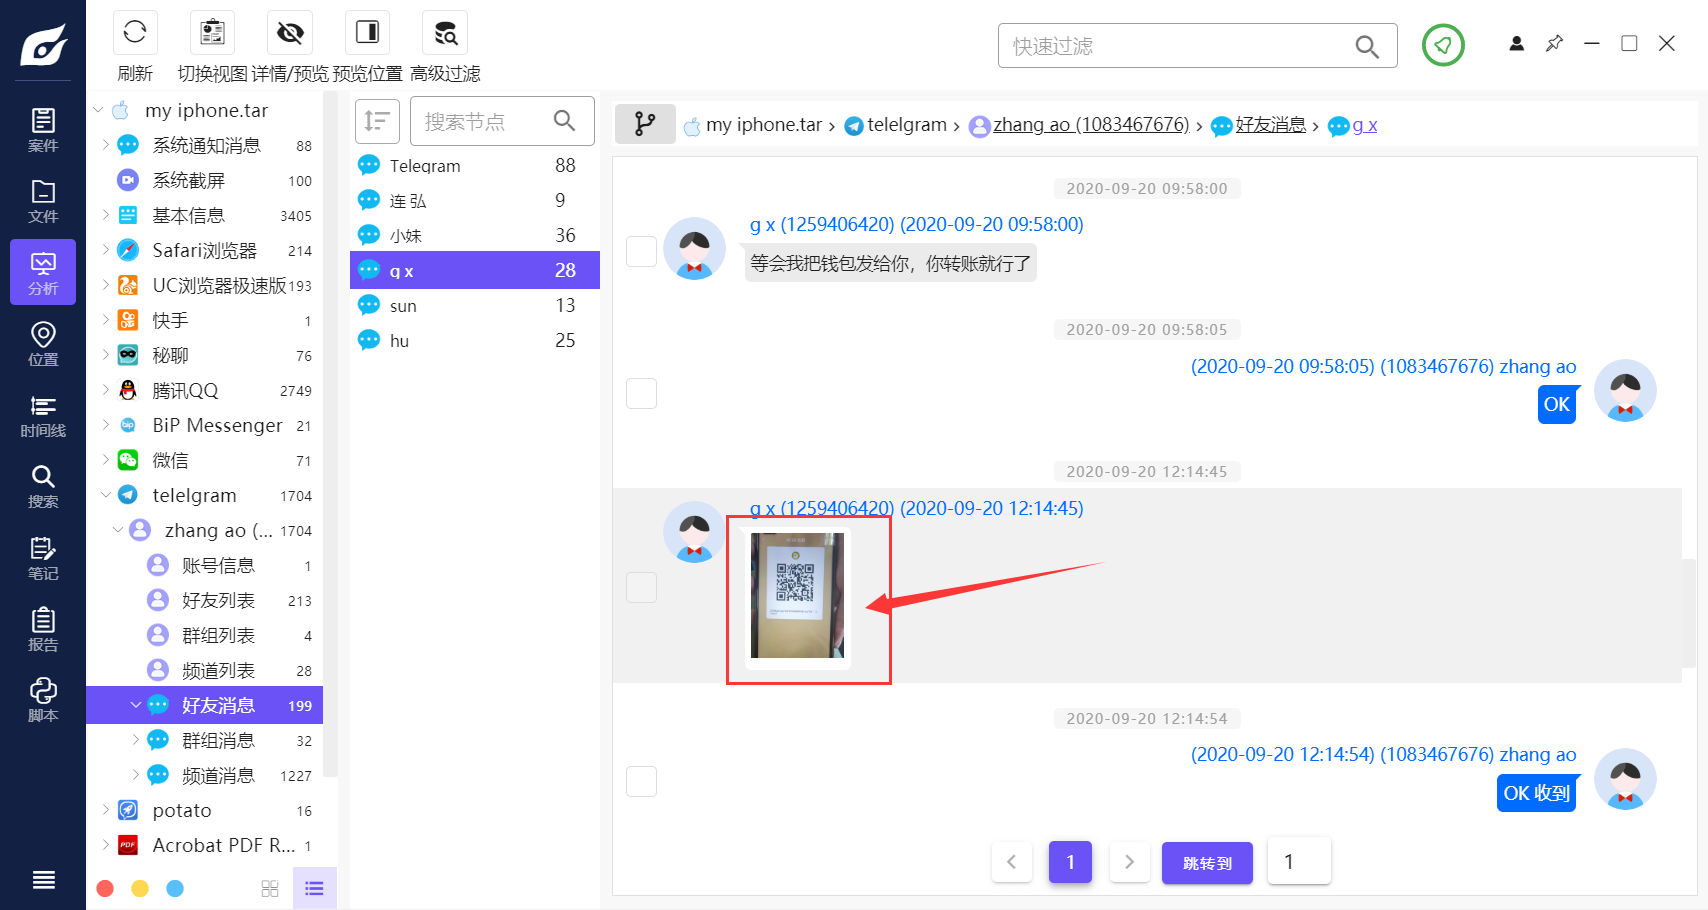 刷新
切换视图
详情/预览
预览位置
高级过滤
快速过滤
案件
文件
分析
位置
时间线
搜索
笔记
报告
脚本
my iphone.tar
系统通知消息 88
系统截屏 100
基本信息 3405
Safari浏览器 214
UC浏览器极速版 193
快手 1
秘聊 76
腾讯QQ 2749
BiP Messenger 21
微信 71
telelgram 1704
zhang ao (... 1704
账号信息 1
好友列表 213
群组列表 4
频道列表 28
好友消息 199
群组消息 32
频道消息 1227
potato 16
PDF
Acrobat PDF R... 1
搜索节点
Telegram 88
连 弘 9
小妹 36
g x 28
sun 13
hu 25
my iphone.tar › telelgram › zhang ao (1083467676) › 好友消息 › g x
2020-09-20 09:58:00
g x (1259406420) (2020-09-20 09:58:00)
等会我把钱包发给你，你转账就行了
2020-09-20 09:58:05
(2020-09-20 09:58:05) (1083467676) zhang ao
OK
2020-09-20 12:14:45
g x (1259406420) (2020-09-20 12:14:45)
2020-09-20 12:14:54
(2020-09-20 12:14:54) (1083467676) zhang ao
OK 收到
1
跳转到
1